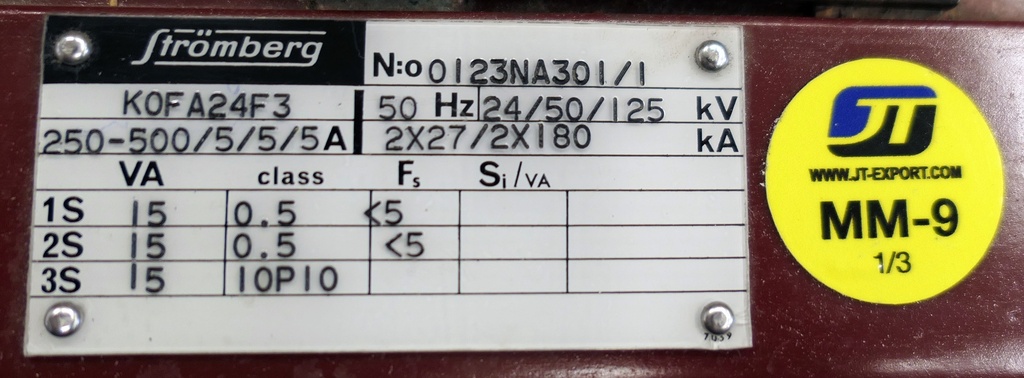 Strömberg
N:o 0123NA301/1
KOFA24F3 50 Hz 24/50/125 kV
250-500/5/5/5A 2X27/2X180 kA
VA class Fs Si/VA
1S 15 0.5 <5
2S 15 0.5 <5
3S 15 10P10
7039
JT
WWW.JT-EXPORT.COM
MM-9
1/3